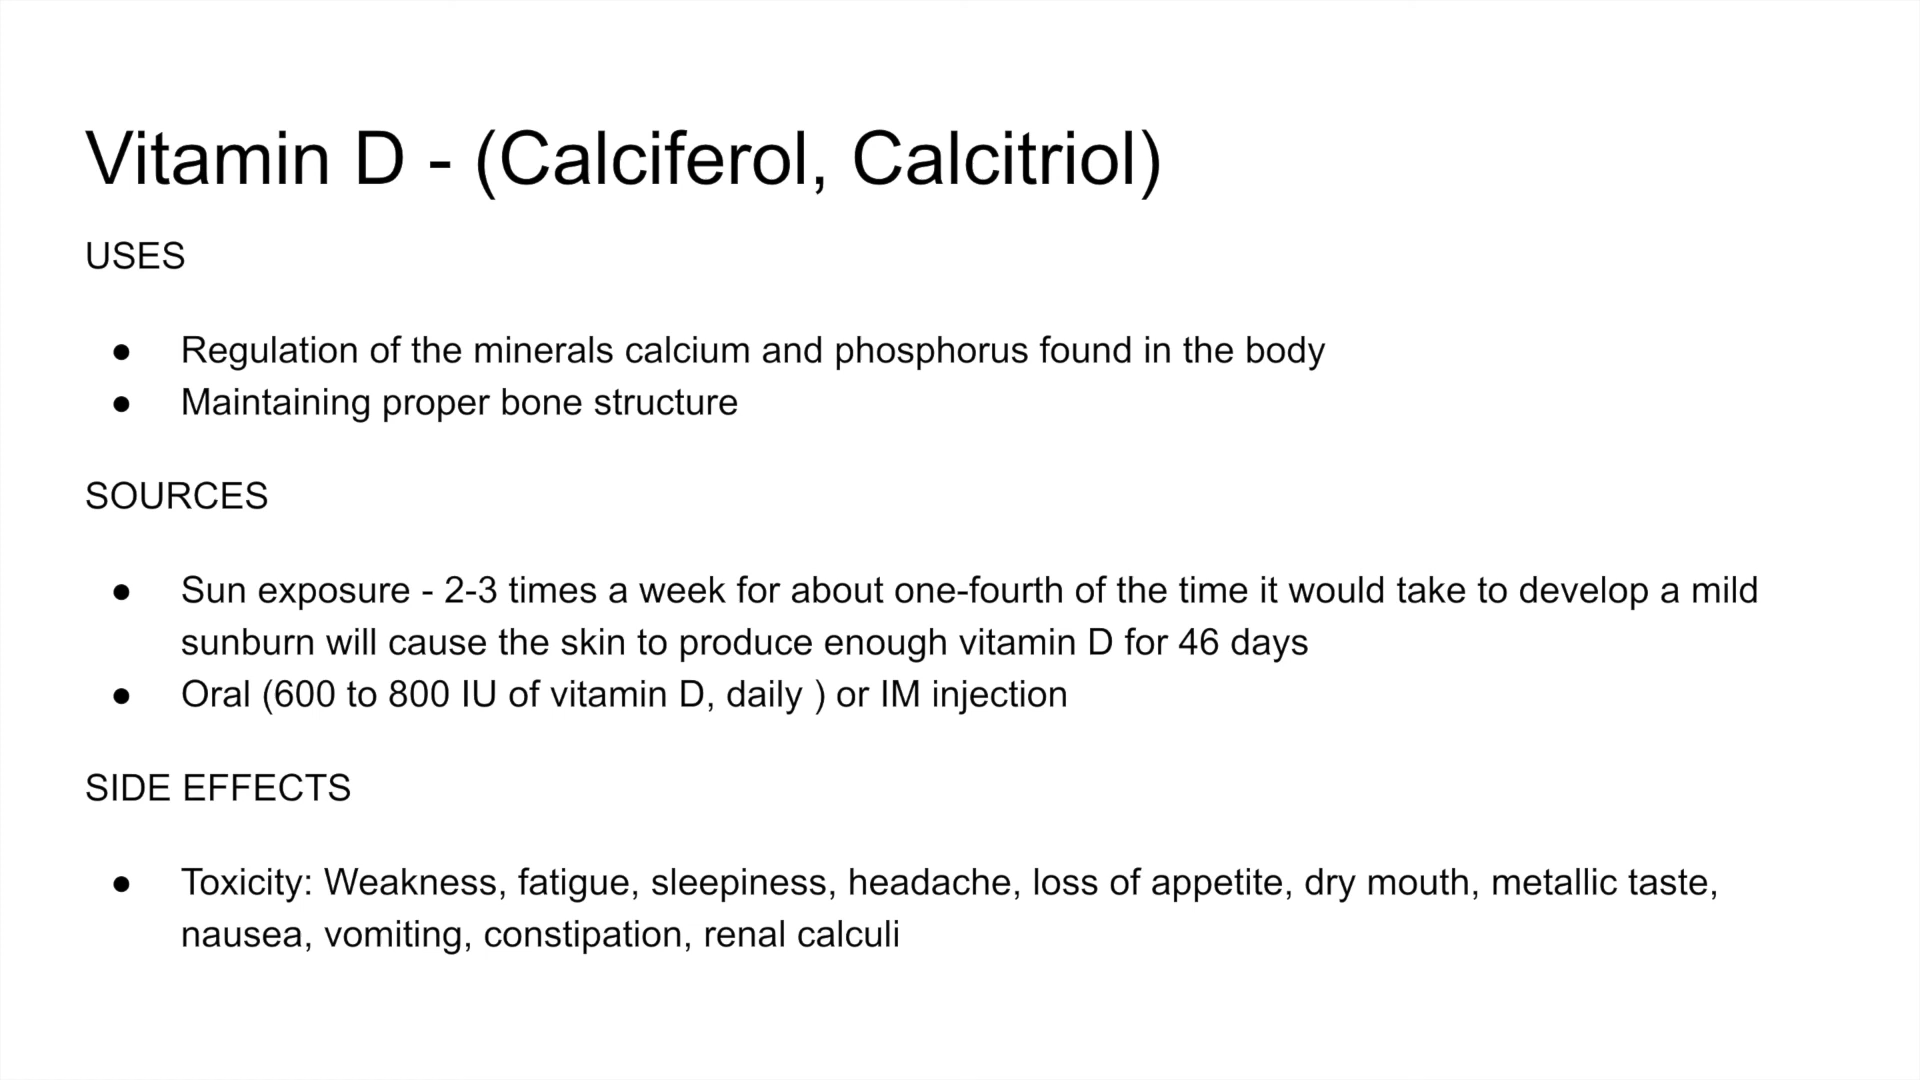 Vitamin D - (Calciferol, Calcitriol)
USES
● Regulation of the minerals calcium and phosphorus found in the body
● Maintaining proper bone structure
SOURCES
● Sun exposure - 2-3 times a week for about one-fourth of the time it would take to develop a mild
sunburn will cause the skin to produce enough vitamin D for 46 days
● Oral (600 to 800 IU of vitamin D, daily ) or IM injection
SIDE EFFECTS
● Toxicity: Weakness, fatigue, sleepiness, headache, loss of appetite, dry mouth, metallic taste,
nausea, vomiting, constipation, renal calculi